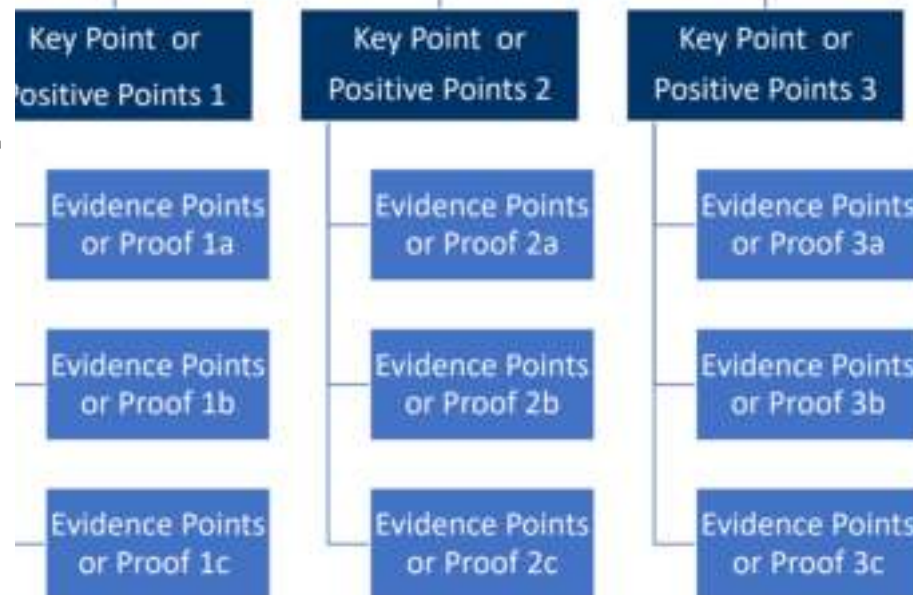 Key Point or
Positive Points 1
Evidence Points
or Proof 1a
Evidence Points
or Proof 1b
Evidence Points
or Proof 1c
Key Point or
Positive Points 2
Evidence Points
or Proof 2a
Evidence Points
or Proof 2b
Evidence Points
or Proof 2c
Key Point or
Positive Points 3
Evidence Points
or Proof 3a
Evidence Points
or Proof 3b
Evidence Points
or Proof 3c